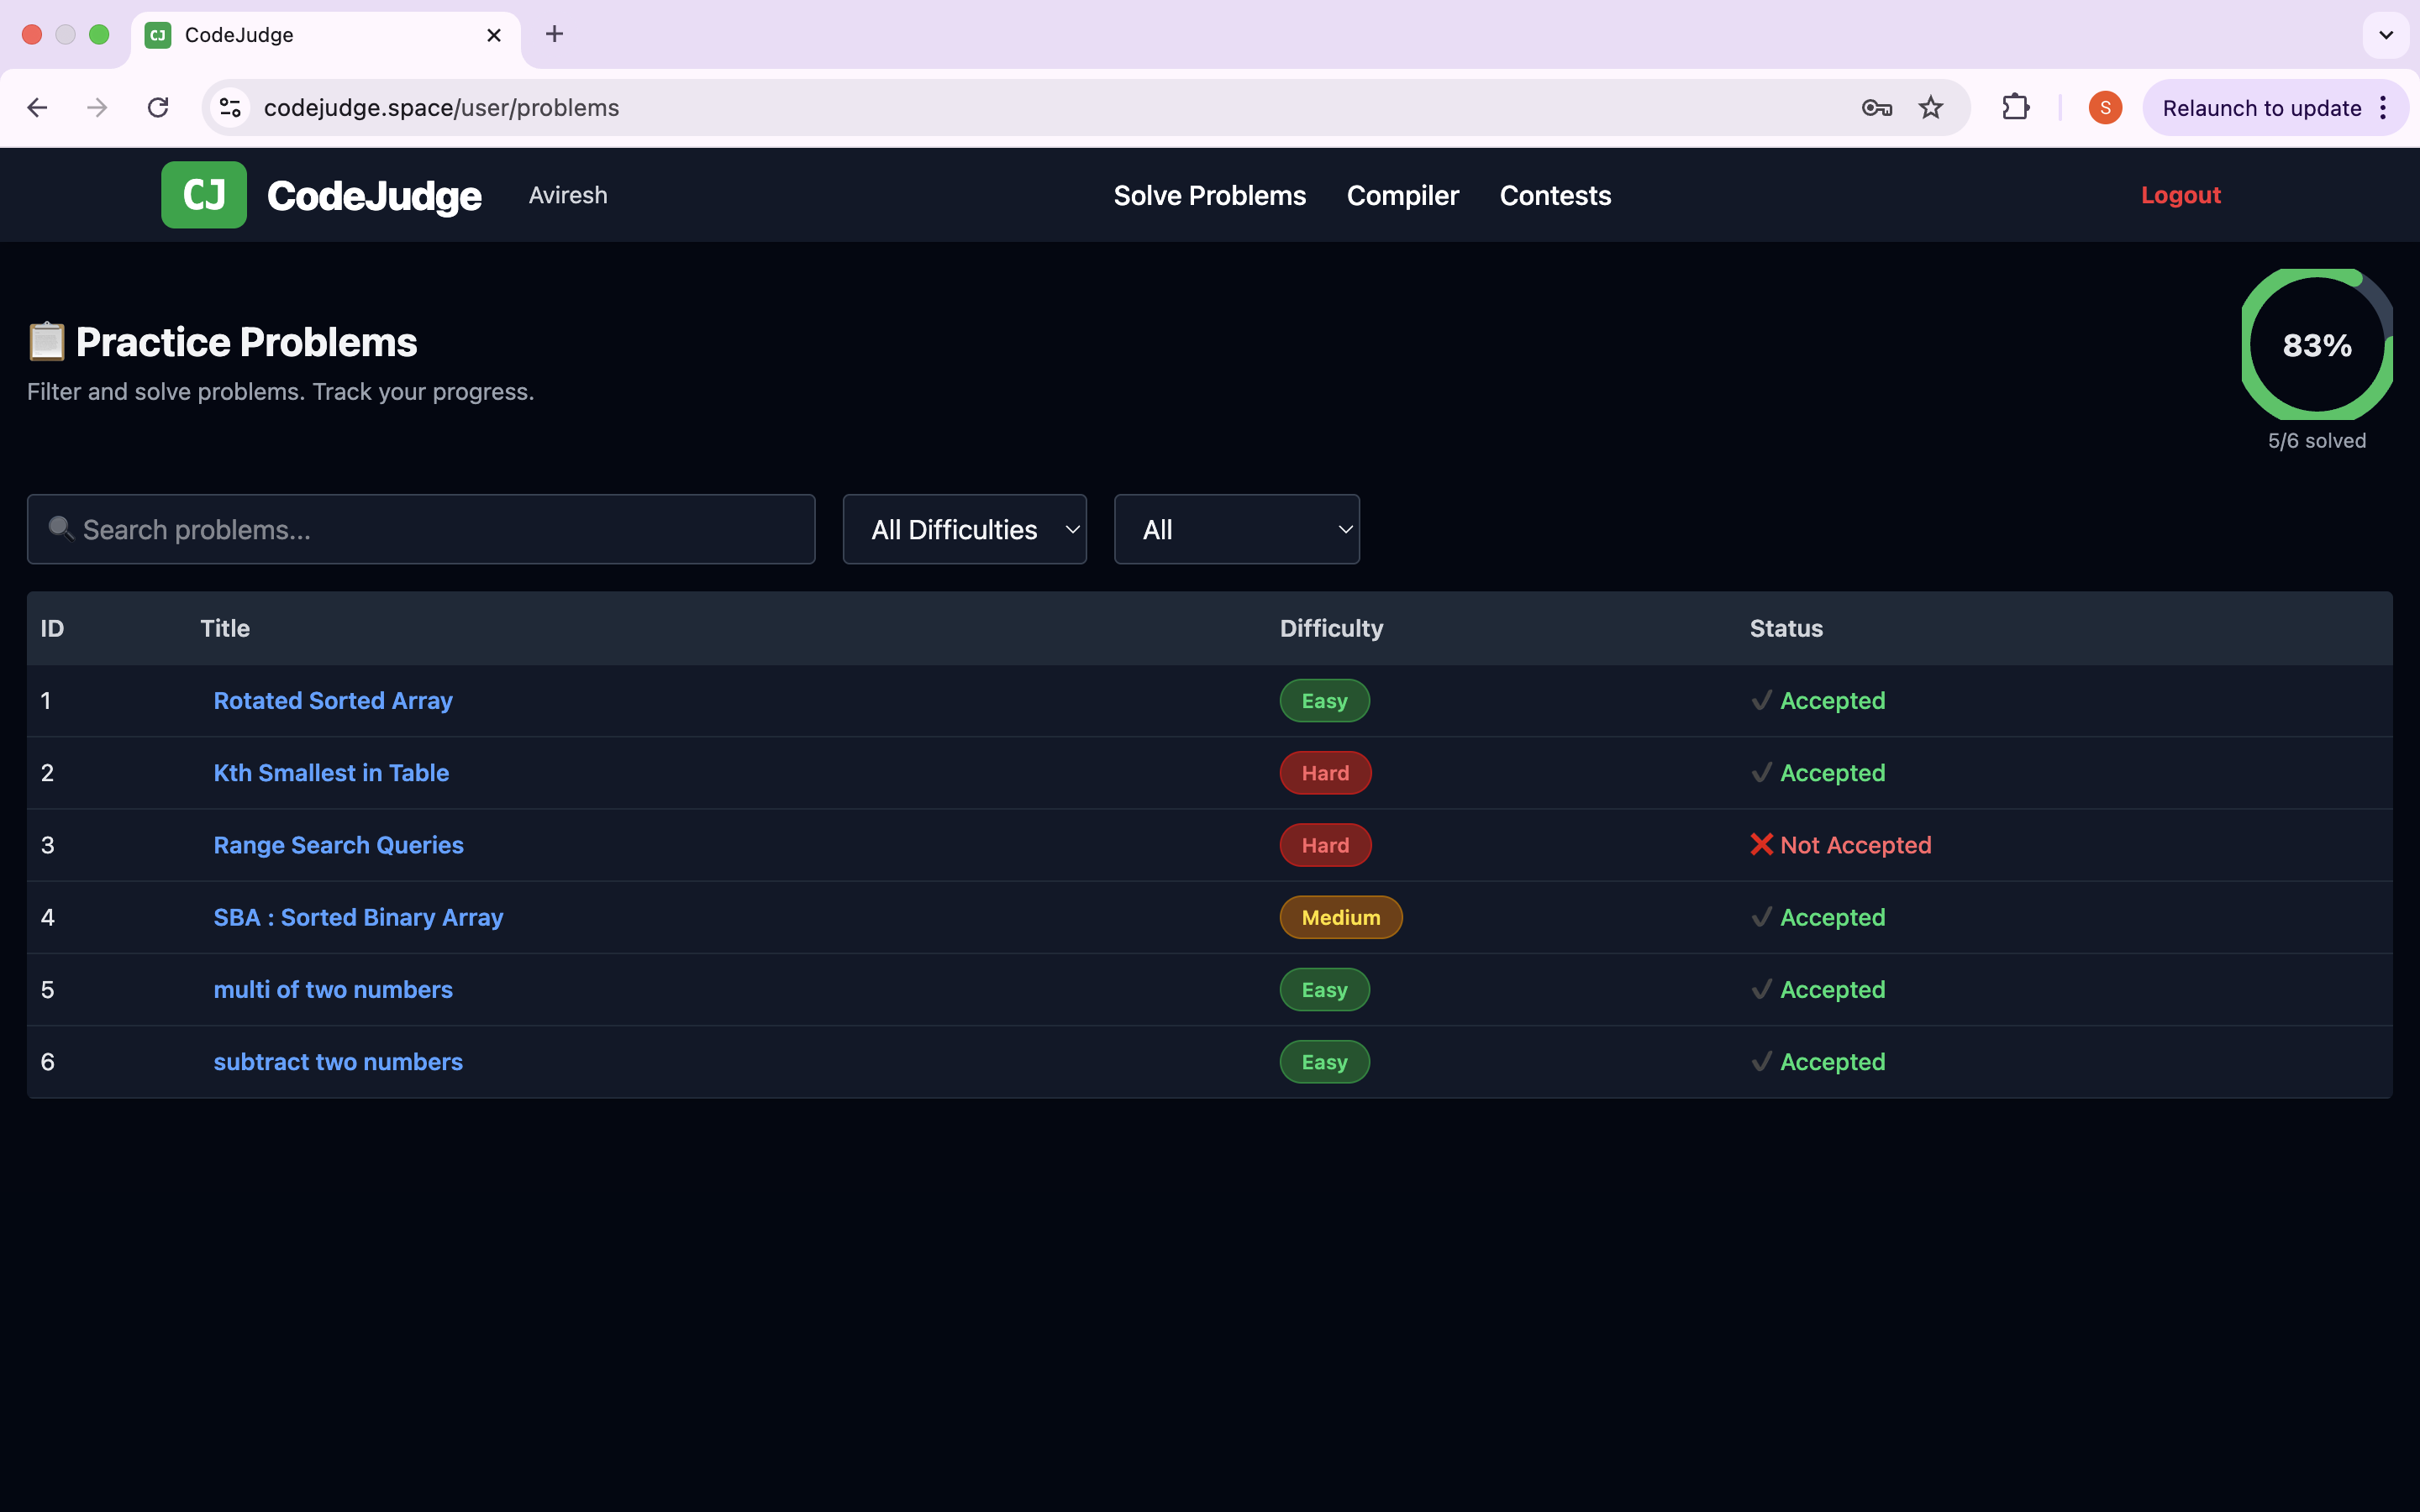 CJ CodeJudge
codejudge.space/user/problems
S
Relaunch to update
CJ CodeJudge Aviresh Solve Problems Compiler Contests Logout
Practice Problems
Filter and solve problems. Track your progress.
83%
5/6 solved
Search problems...
All Difficulties
All
ID Title Difficulty Status
1 Rotated Sorted Array Easy ✔ Accepted
2 Kth Smallest in Table Hard ✔ Accepted
3 Range Search Queries Hard ❌ Not Accepted
4 SBA : Sorted Binary Array Medium ✔ Accepted
5 multi of two numbers Easy ✔ Accepted
6 subtract two numbers Easy ✔ Accepted